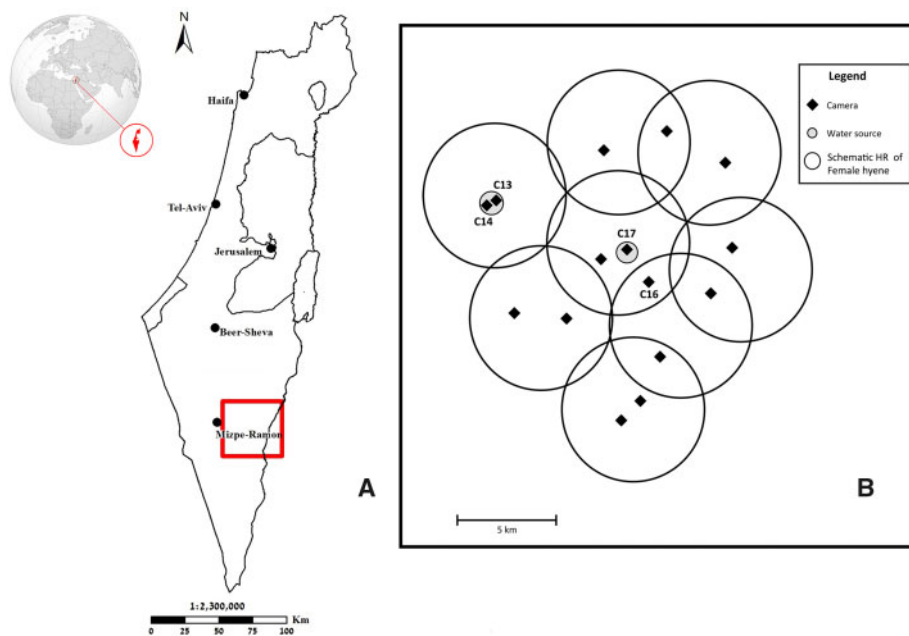 N
Haifa
Tel-Aviv
Jerusalem
Beer-Sheva
Mizpe-Ramon
A
1:2,300,000
Km
0 25 50 75 100
Legend
Camera
Water source
Schematic HR of
Female hyene
C13
C14
C17
C16
B
5 km